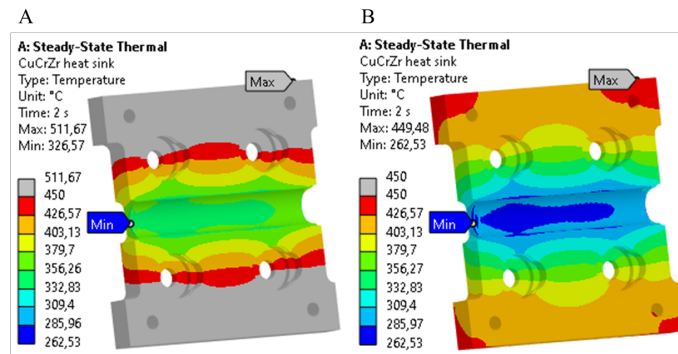 A
B
A: Steady-State Thermal
CuCrZr heat sink
Type: Temperature
Unit: °C
Time: 2 s
Max: 511,67
Min: 326,57
Max
511,67
450
426,57
403,13
379,7
356,26
332,83
309,4
285,96
262,53
Min
A: Steady-State Thermal
CuCrZr heat sink
Type: Temperature
Unit: °C
Time: 2 s
Max: 449,48
Min: 262,53
Max
450
450
426,57
403,13
379,7
356,27
332,83
309,4
285,97
262,53
Min